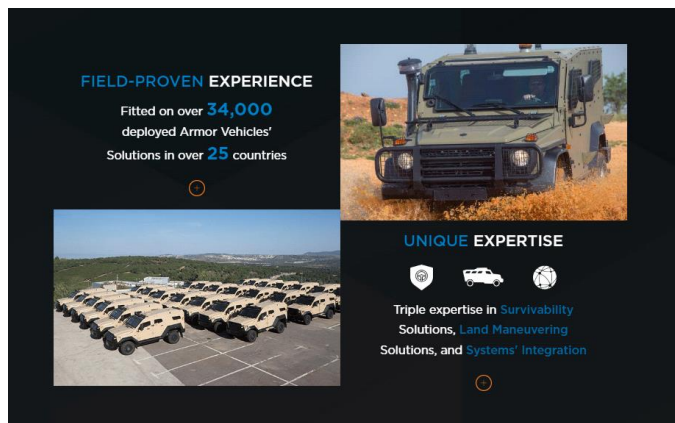 FIELD-PROVEN EXPERIENCE
Fitted on over 34,000
deployed Armor Vehicles'
Solutions in over 25 countries
UNIQUE EXPERTISE
Triple expertise in Survivability
Solutions, Land Maneuvering
Solutions, and Systems' Integration